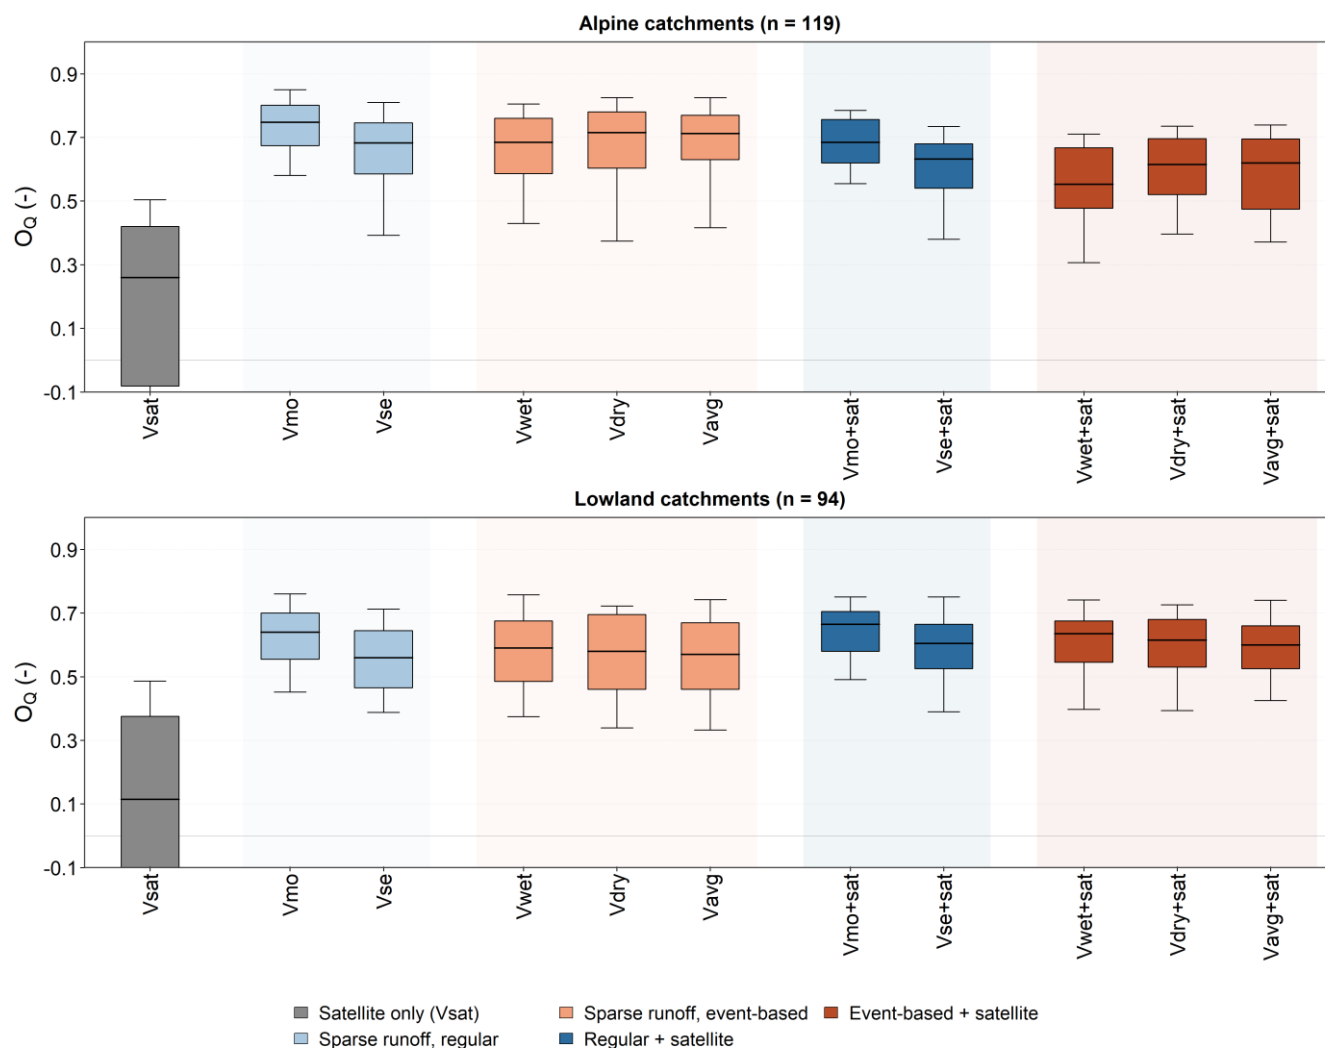 Alpine catchments (n = 119)
0.9
0.7
0.5
0.3
0.1
-0.1
OQ (-)
Vsat
Vmo
Vse
Vwet
Vdry
Vavg
Vmo+sat
Vse+sat
Vwet+sat
Vdry+sat
Vavg+sat
Lowland catchments (n = 94)
0.9
0.7
0.5
0.3
0.1
-0.1
OQ (-)
Vsat
Vmo
Vse
Vwet
Vdry
Vavg
Vmo+sat
Vse+sat
Vwet+sat
Vdry+sat
Vavg+sat
Satellite only (Vsat)
Sparse runoff, event-based
Event-based + satellite
Sparse runoff, regular
Regular + satellite